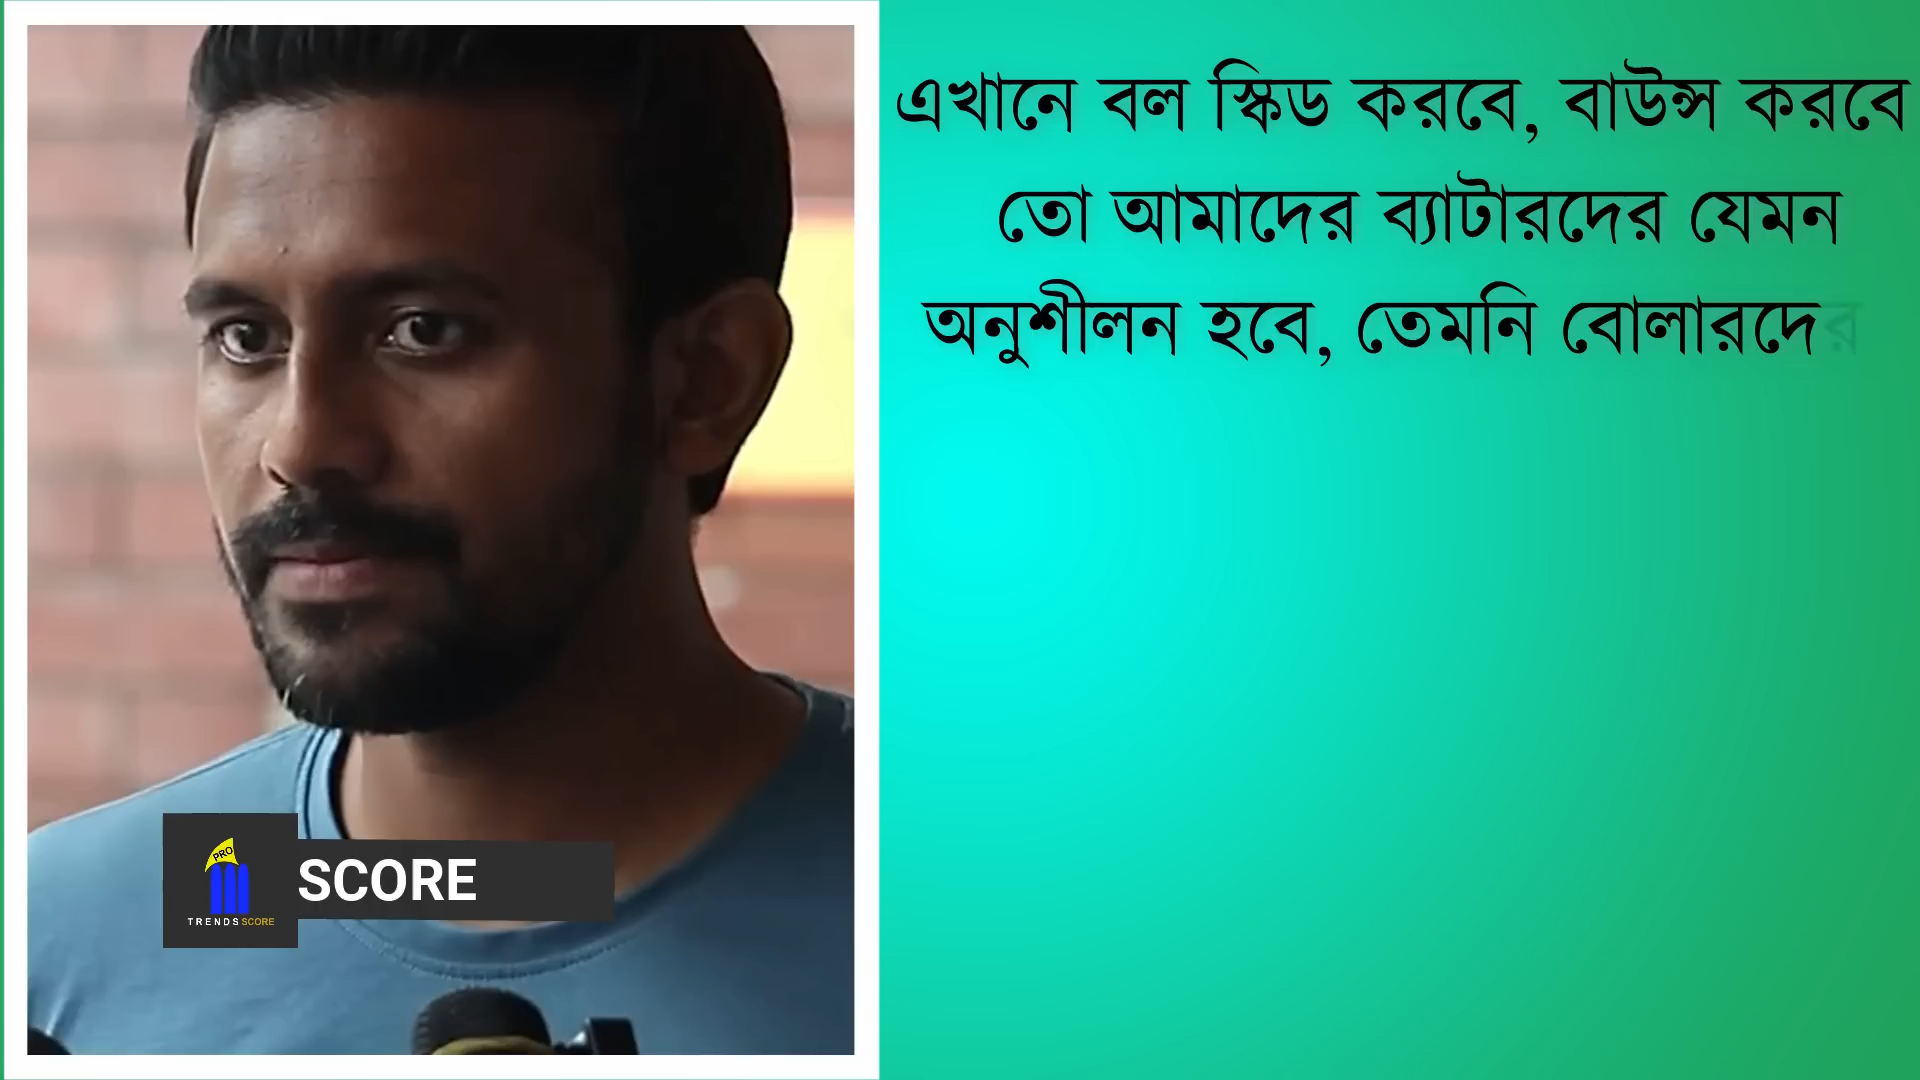 এখানে বল স্কিড করবে, বাউন্স করবে
তো আমাদের ব্যাটারদের যেমন
অনুশীলন হবে, তেমনি বোলারদের
PRO
TRENDS SCORE
SCORE